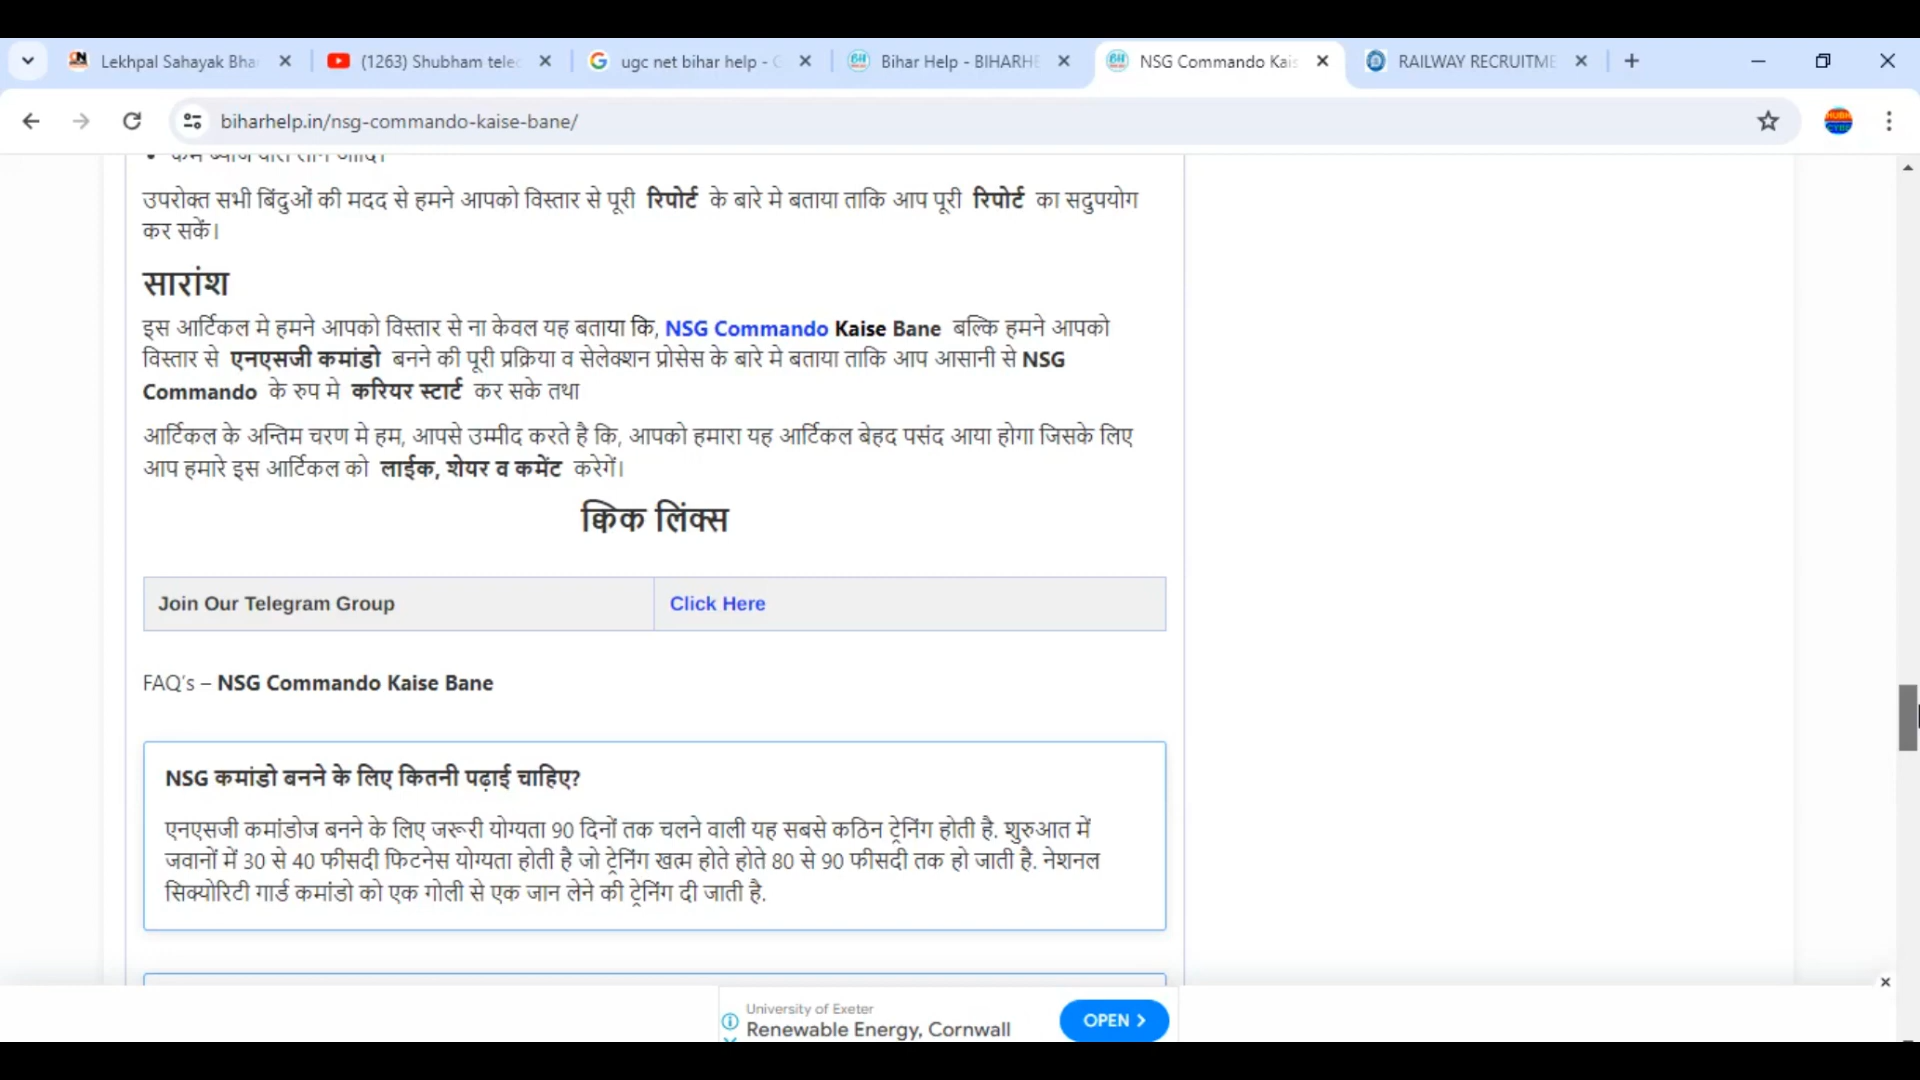 Lekhpal Sahayak Bha
(1263) Shubham telec
ugc net bihar help - G
Bihar Help - BIHARHE
NSG Commando Kais
RAILWAY RECRUITME
biharhelp.in/nsg-commando-kaise-bane/
उपरोक्त सभी बिंदुओं की मदद से हमने आपको विस्तार से पूरी रिपोर्ट के बारे मे बताया ताकि आप पूरी रिपोर्ट का सदुपयोग
कर सकें।
सारांश
इस आर्टिकल मे हमने आपको विस्तार से ना केवल यह बताया कि, NSG Commando Kaise Bane बल्कि हमने आपको
विस्तार से एनएसजी कमांडो बनने की पूरी प्रक्रिया व सेलेक्शन प्रोसेस के बारे मे बताया ताकि आप आसानी से NSG
Commando के रुप मे करियर स्टार्ट कर सके तथा
आर्टिकल के अन्तिम चरण मे हम, आपसे उम्मीद करते है कि, आपको हमारा यह आर्टिकल बेहद पसंद आया होगा जिसके लिए
आप हमारे इस आर्टिकल को लाईक, शेयर व कमेंट करेगें।
क्विक लिंक्स
Join Our Telegram Group Click Here
FAQ's – NSG Commando Kaise Bane
NSG कमांडो बनने के लिए कितनी पढ़ाई चाहिए?
एनएसजी कमांडोज बनने के लिए जरूरी योग्यता 90 दिनों तक चलने वाली यह सबसे कठिन ट्रेनिंग होती है. शुरुआत में
जवानों में 30 से 40 फीसदी फिटनेस योग्यता होती है जो ट्रेनिंग खत्म होते होते 80 से 90 फीसदी तक हो जाती है. नेशनल
सिक्योरिटी गार्ड कमांडो को एक गोली से एक जान लेने की ट्रेनिंग दी जाती है.
University of Exeter
Renewable Energy, Cornwall
OPEN